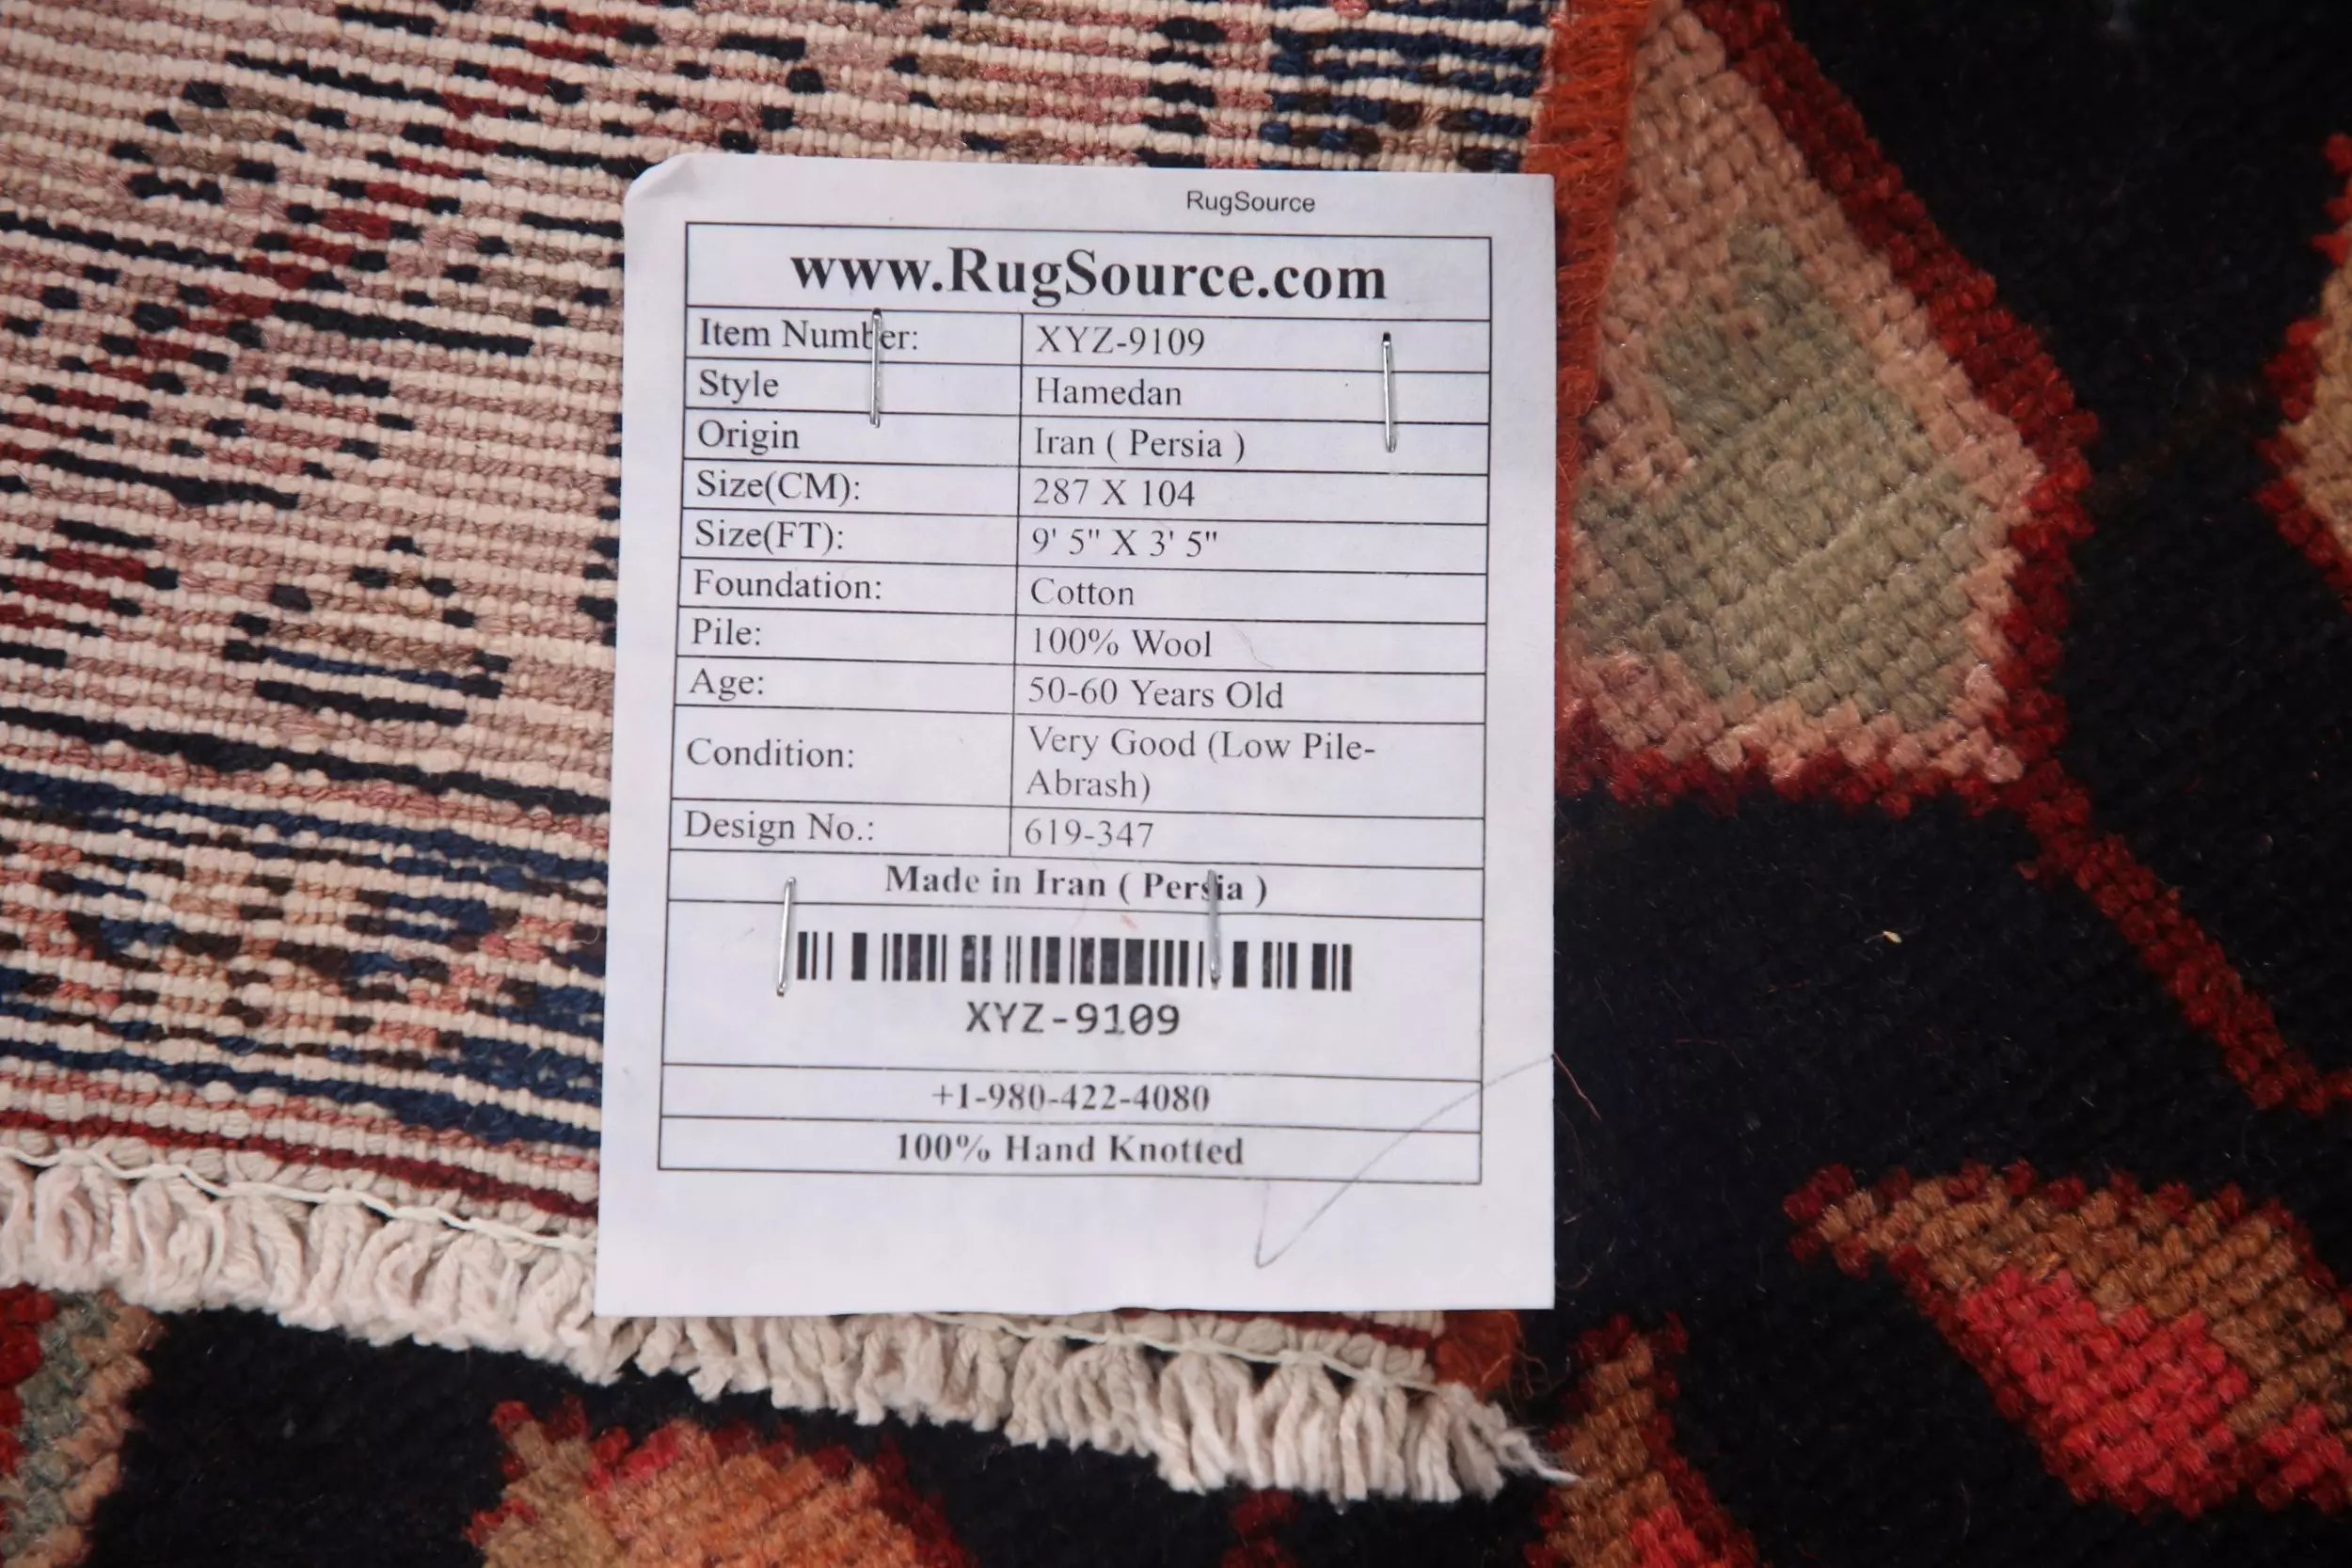 RugSource
www.RugSource.com
Item Number: XYZ-9109
Style Hamedan
Origin Iran ( Persia )
Size(CM): 287 X 104
Size(FT): 9' 5" X 3' 5"
Foundation: Cotton
Pile: 100% Wool
Age: 50-60 Years Old
Condition: Very Good (Low Pile-
Abrash)
Design No.: 619-347
Made in Iran ( Persia )
XYZ-9109
+1-980-422-4080
100% Hand Knotted